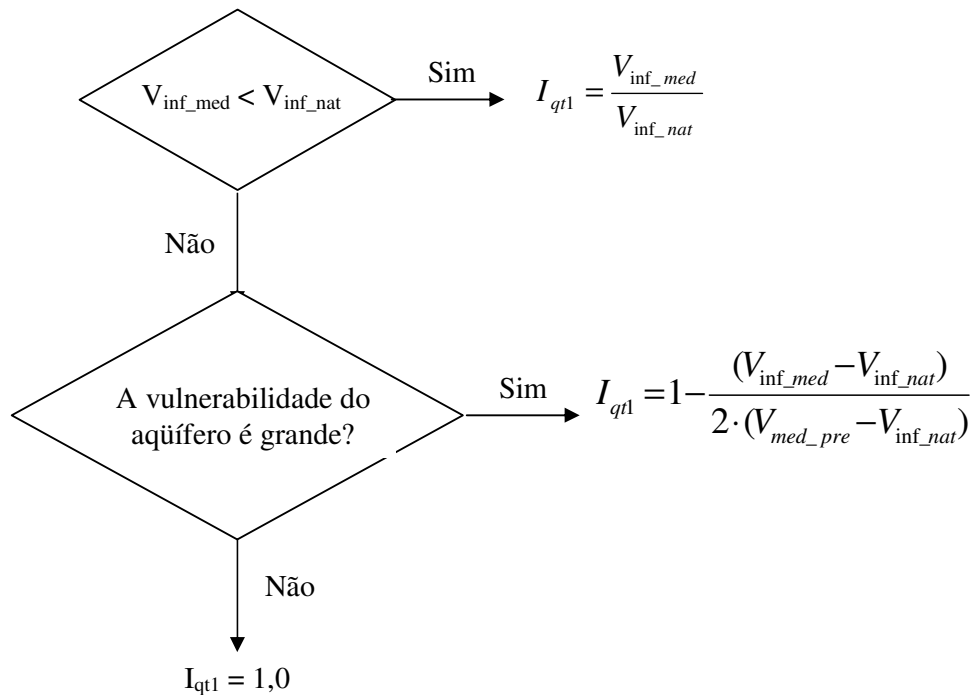 V_inf_med < V_inf_nat
Sim
I_qt1 = V_inf_med / V_inf_nat
Não
A vulnerabilidade do
aqüífero é grande?
Sim
I_qt1 = 1 − (V_inf_med − V_inf_nat) / 2·(V_med_pre − V_inf_nat)
Não
I_qt1 = 1,0